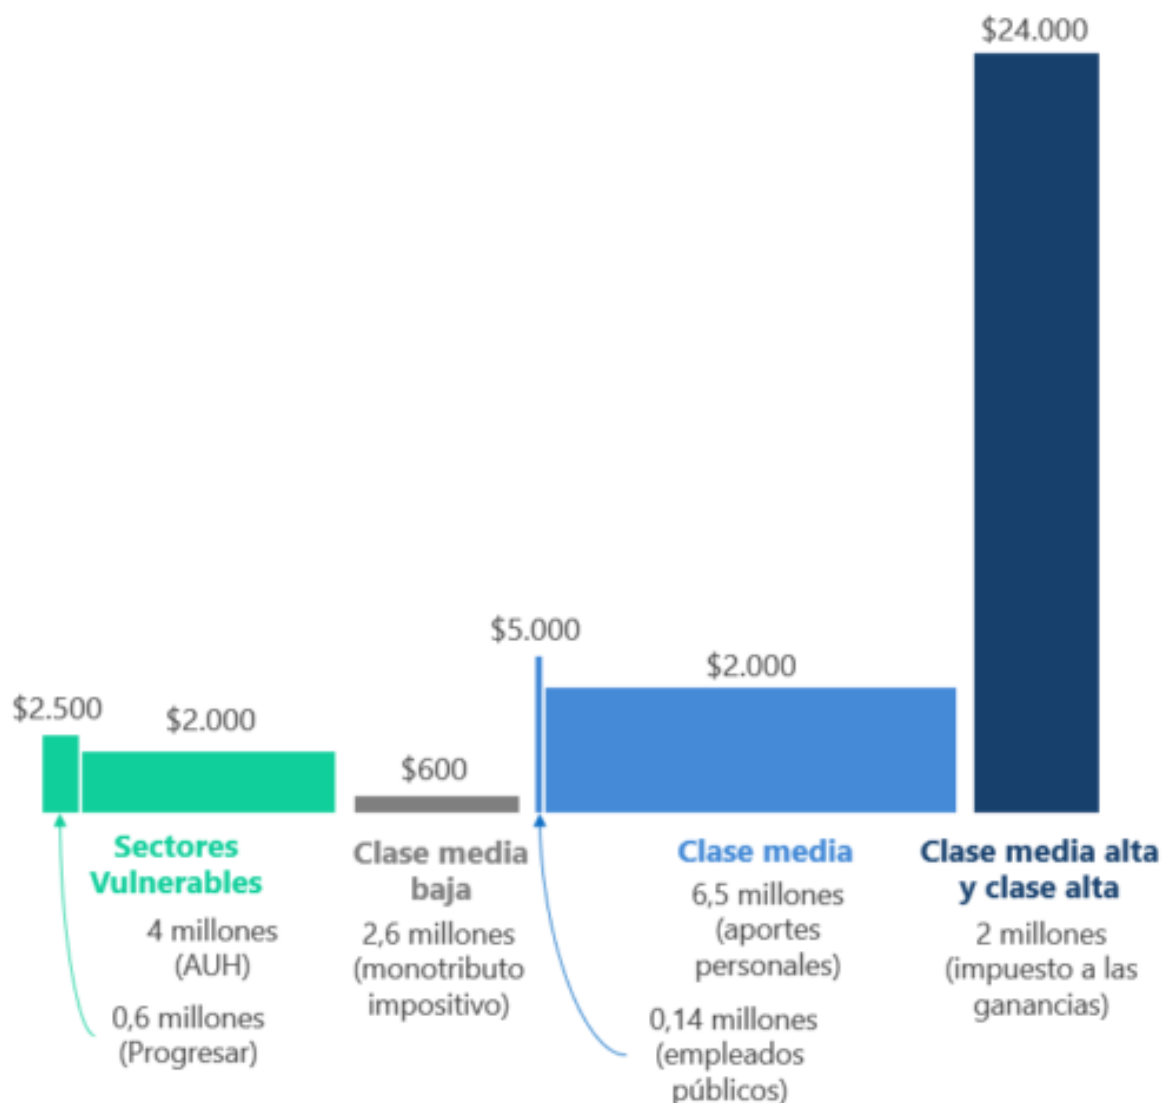 $24.000
$5.000
$2.000
$2.500
$2.000
$600
Sectores
Vulnerables
4 millones
(AUH)
0,6 millones
(Progresar)
Clase media
baja
2,6 millones
(monotributo
impositivo)
Clase media
6,5 millones
(aportes
personales)
0,14 millones
(empleados
públicos)
Clase media alta
y clase alta
2 millones
(impuesto a las
ganancias)